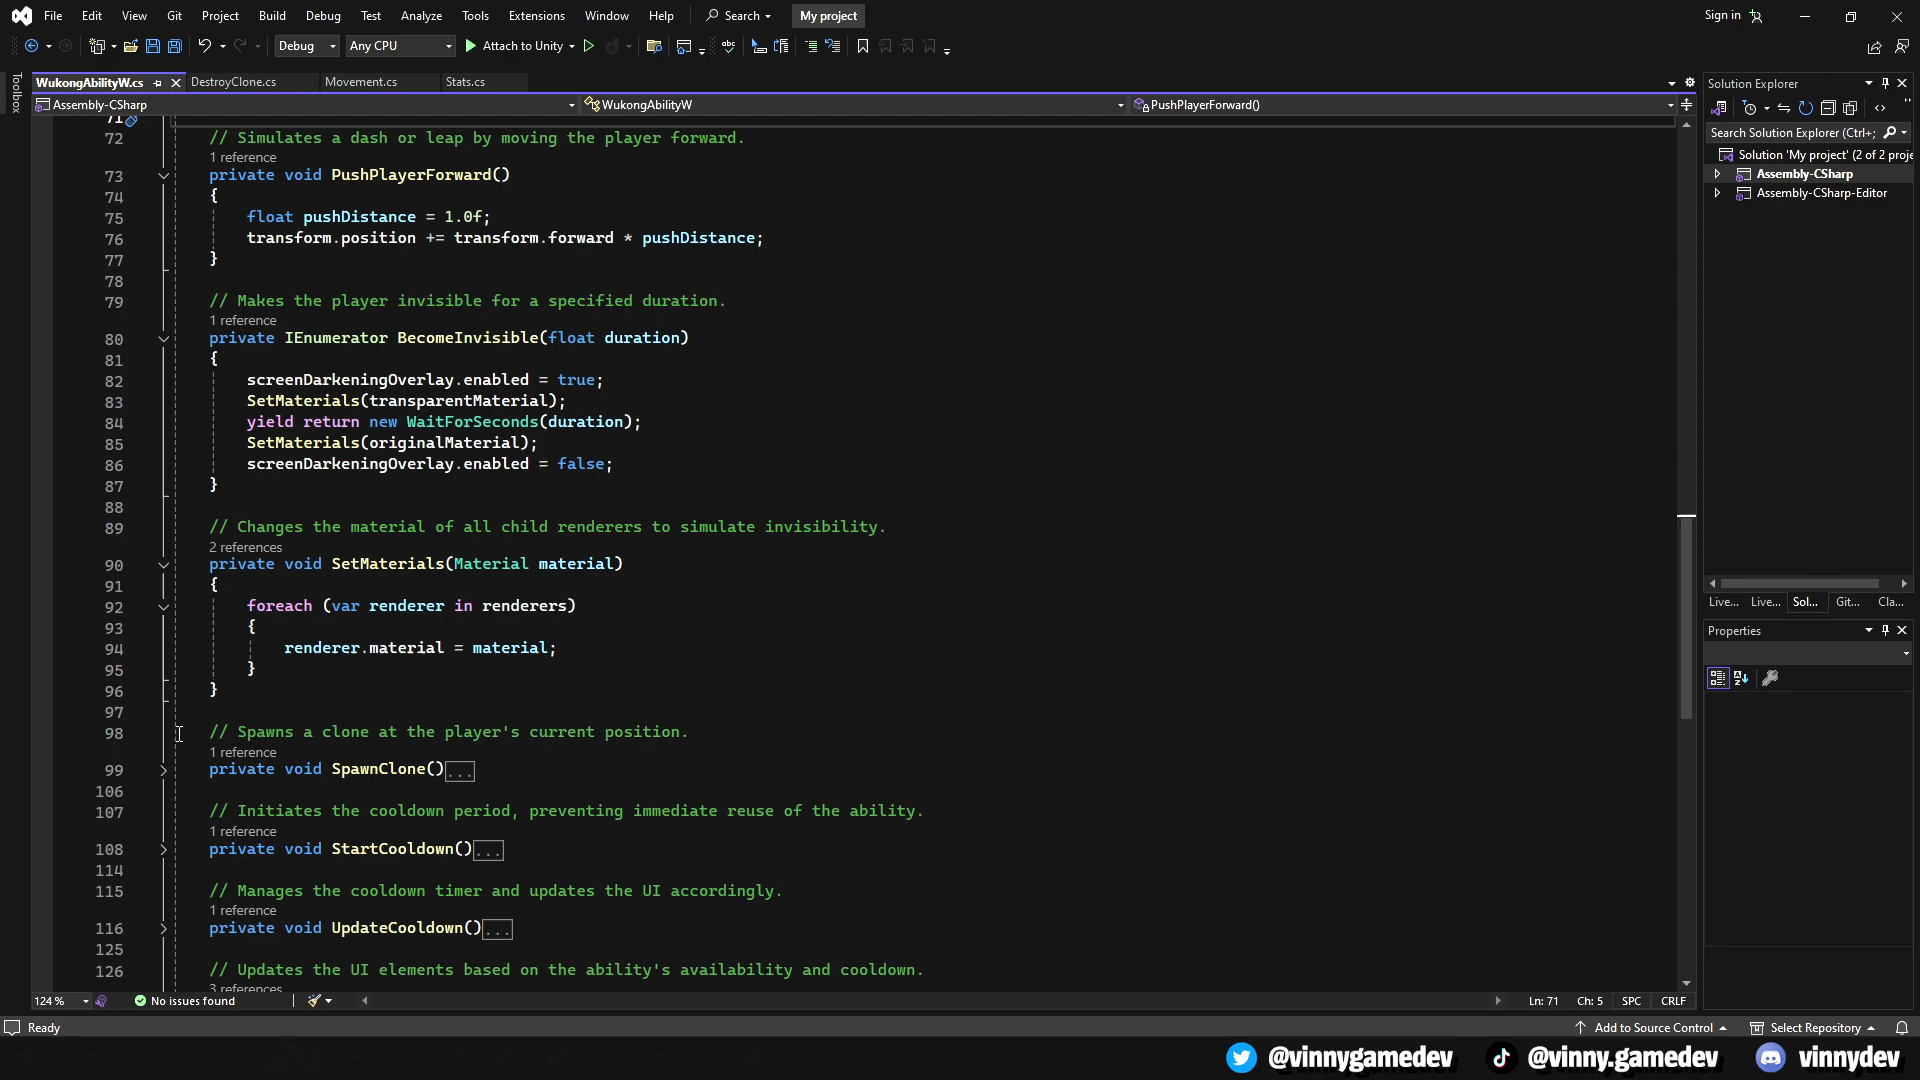 File Edit View Git Project Build Debug Test Analyze Tools Extensions Window Help Search My project Sign in
Debug Any CPU Attach to Unity
Toolbox
WukongAbilityW.cs DestroyClone.cs Movement.cs Stats.cs
Assembly-CSharp WukongAbilityW PushPlayerForward()
71
72 // Simulates a dash or leap by moving the player forward.
1 reference
73 private void PushPlayerForward()
74 {
75 float pushDistance = 1.0f;
76 transform.position += transform.forward * pushDistance;
77 }
78
79 // Makes the player invisible for a specified duration.
1 reference
80 private IEnumerator BecomeInvisible(float duration)
81 {
82 screenDarkeningOverlay.enabled = true;
83 SetMaterials(transparentMaterial);
84 yield return new WaitForSeconds(duration);
85 SetMaterials(originalMaterial);
86 screenDarkeningOverlay.enabled = false;
87 }
88
89 // Changes the material of all child renderers to simulate invisibility.
2 references
90 private void SetMaterials(Material material)
91 {
92 foreach (var renderer in renderers)
93 {
94 renderer.material = material;
95 }
96 }
97
98 // Spawns a clone at the player's current position.
1 reference
99 private void SpawnClone()...
106
107 // Initiates the cooldown period, preventing immediate reuse of the ability.
1 reference
108 private void StartCooldown()...
114
115 // Manages the cooldown timer and updates the UI accordingly.
1 reference
116 private void UpdateCooldown()...
125
126 // Updates the UI elements based on the ability's availability and cooldown.
3 references
124 % No issues found Ln: 71 Ch: 5 SPC CRLF
Solution Explorer
Search Solution Explorer (Ctrl+;
Solution 'My project' (2 of 2 proje
Assembly-CSharp
Assembly-CSharp-Editor
Live... Live... Sol... Git... Cla...
Properties
Ready Add to Source Control Select Repository
@vinnygamedev @vinny.gamedev vinnydev